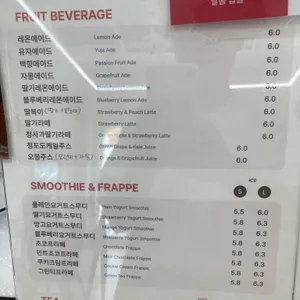 FRUIT BEVERAGE
레몬에이드 Lemon Ade 6.0
유자에이드 Yuja Ade 6.0
백향에이드 Passion Fruit Ade 6.0
자몽에이드 Grapefruit Ade 6.0
딸기레몬에이드 Strawberry Lemon Ade 6.0
블루베리레몬에이드 Blueberry Lemon Ade 6.0
딸복이 Strawberry & Peach Latte 6.0
딸기라떼 Strawberry Latte 6.0
청사과딸기라떼 & Strawberry Latte 6.0
청포도케일주스 Green Grape & Kale Juice 6.0
오몽주스 Orange & Grapefruit Juice 6.0
SMOOTHIE & FRAPPE
ICE
S L
플레인요거트스무디 Plain Yogurt Smoothie 5.5 6.0
딸기요거트스무디 Strawberry Yogurt Smoothie 5.8 6.3
망고요거트스무디 Mango Yogurt Smoothie 5.8 6.3
블루베리요거트스무디 Blueberry Yogurt Smoothie 5.8 6.3
초코프라페 Chocolate Frappe 5.8 6.3
민트초코프라페 Mint Chocolate Frappe 5.8 6.3
쿠키크림프라페 Cookie Cream Frappe 5.8 6.3
그린티프라페 Green Tea Frappe 5.8 6.3